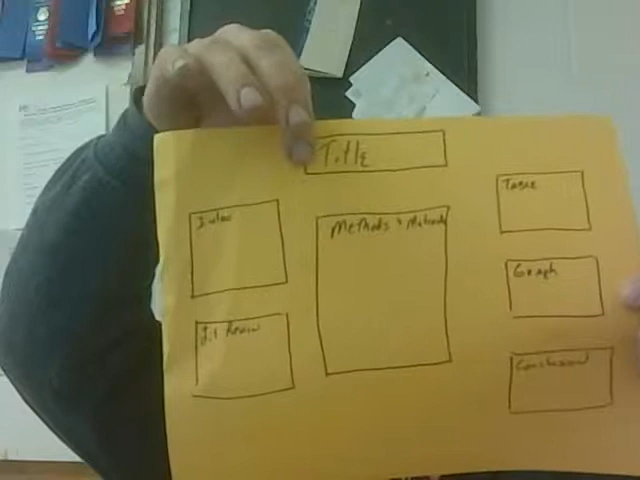 Title
Intro
Lit Review
Methods & Materials
Table
Graph
Conclusion